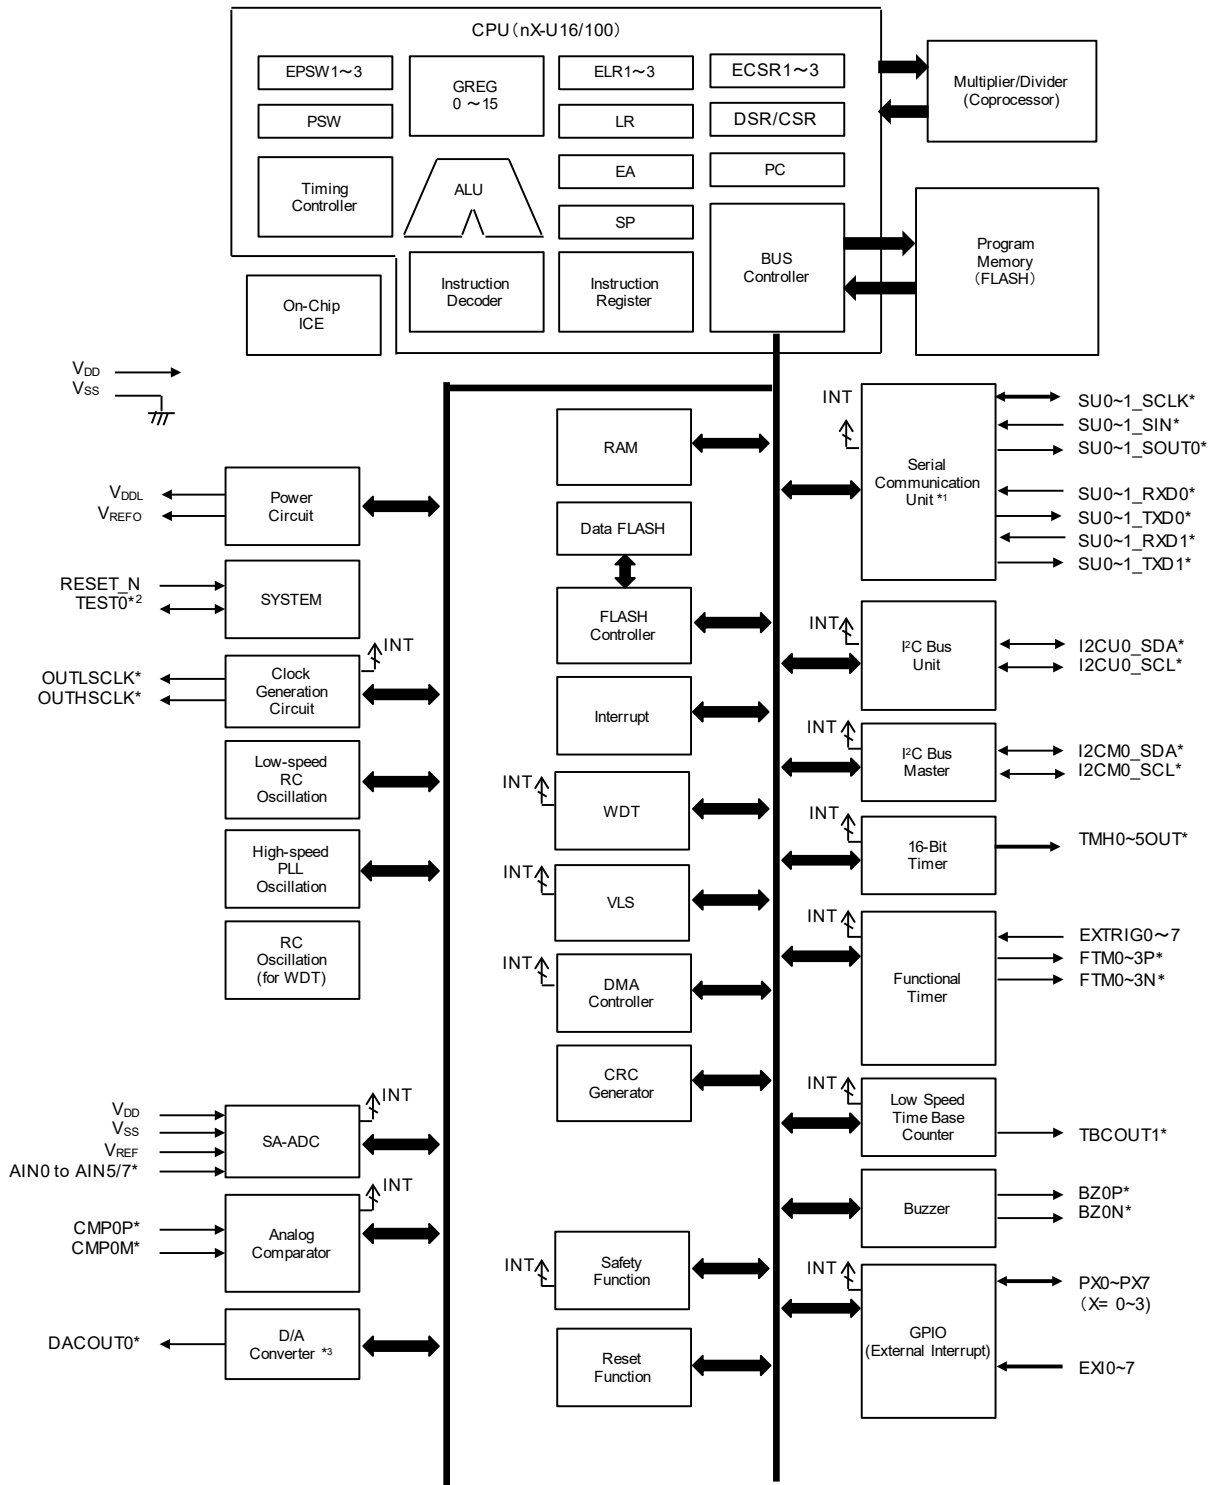 CPU（nX-U16/100）
EPSW1～3
GREG
0 ～15
ELR1～3
ECSR1～3
PSW
LR
DSR/CSR
Timing
Controller
ALU
EA
PC
SP
Instruction
Decoder
Instruction
Register
BUS
Controller
On-Chip
ICE
Multiplier/Divider
(Coprocessor)
Program
Memory
（FLASH）
VDD
VSS
VDDL
VREFO
Power
Circuit
RESET_N
TEST0*2
SYSTEM
INT
OUTLSCLK*
OUTHSCLK*
Clock
Generation
Circuit
Low-speed
RC
Oscillation
High-speed
PLL
Oscillation
RC
Oscillation
(for WDT)
VDD
VSS
VREF
AIN0 to AIN5/7*
SA-ADC
INT
CMP0P*
CMP0M*
Analog
Comparator
INT
DACOUT0*
D/A
Converter *3
RAM
Data FLASH
FLASH
Controller
Interrupt
INT
WDT
INT
VLS
INT
DMA
Controller
CRC
Generator
INT
Safety
Function
Reset
Function
INT
Serial
Communication
Unit *1
SU0~1_SCLK*
SU0~1_SIN*
SU0~1_SOUT0*
SU0~1_RXD0*
SU0~1_TXD0*
SU0~1_RXD1*
SU0~1_TXD1*
INT
I2C Bus
Unit
I2CU0_SDA*
I2CU0_SCL*
INT
I2C Bus
Master
I2CM0_SDA*
I2CM0_SCL*
INT
16-Bit
Timer
TMH0~5OUT*
INT
Functional
Timer
EXTRIG0～7
FTM0~3P*
FTM0~3N*
INT
Low Speed
Time Base
Counter
TBCOUT1*
Buzzer
BZ0P*
BZ0N*
INT
GPIO
(External Interrupt)
PX0~PX7
（X= 0~3)
EXI0~7